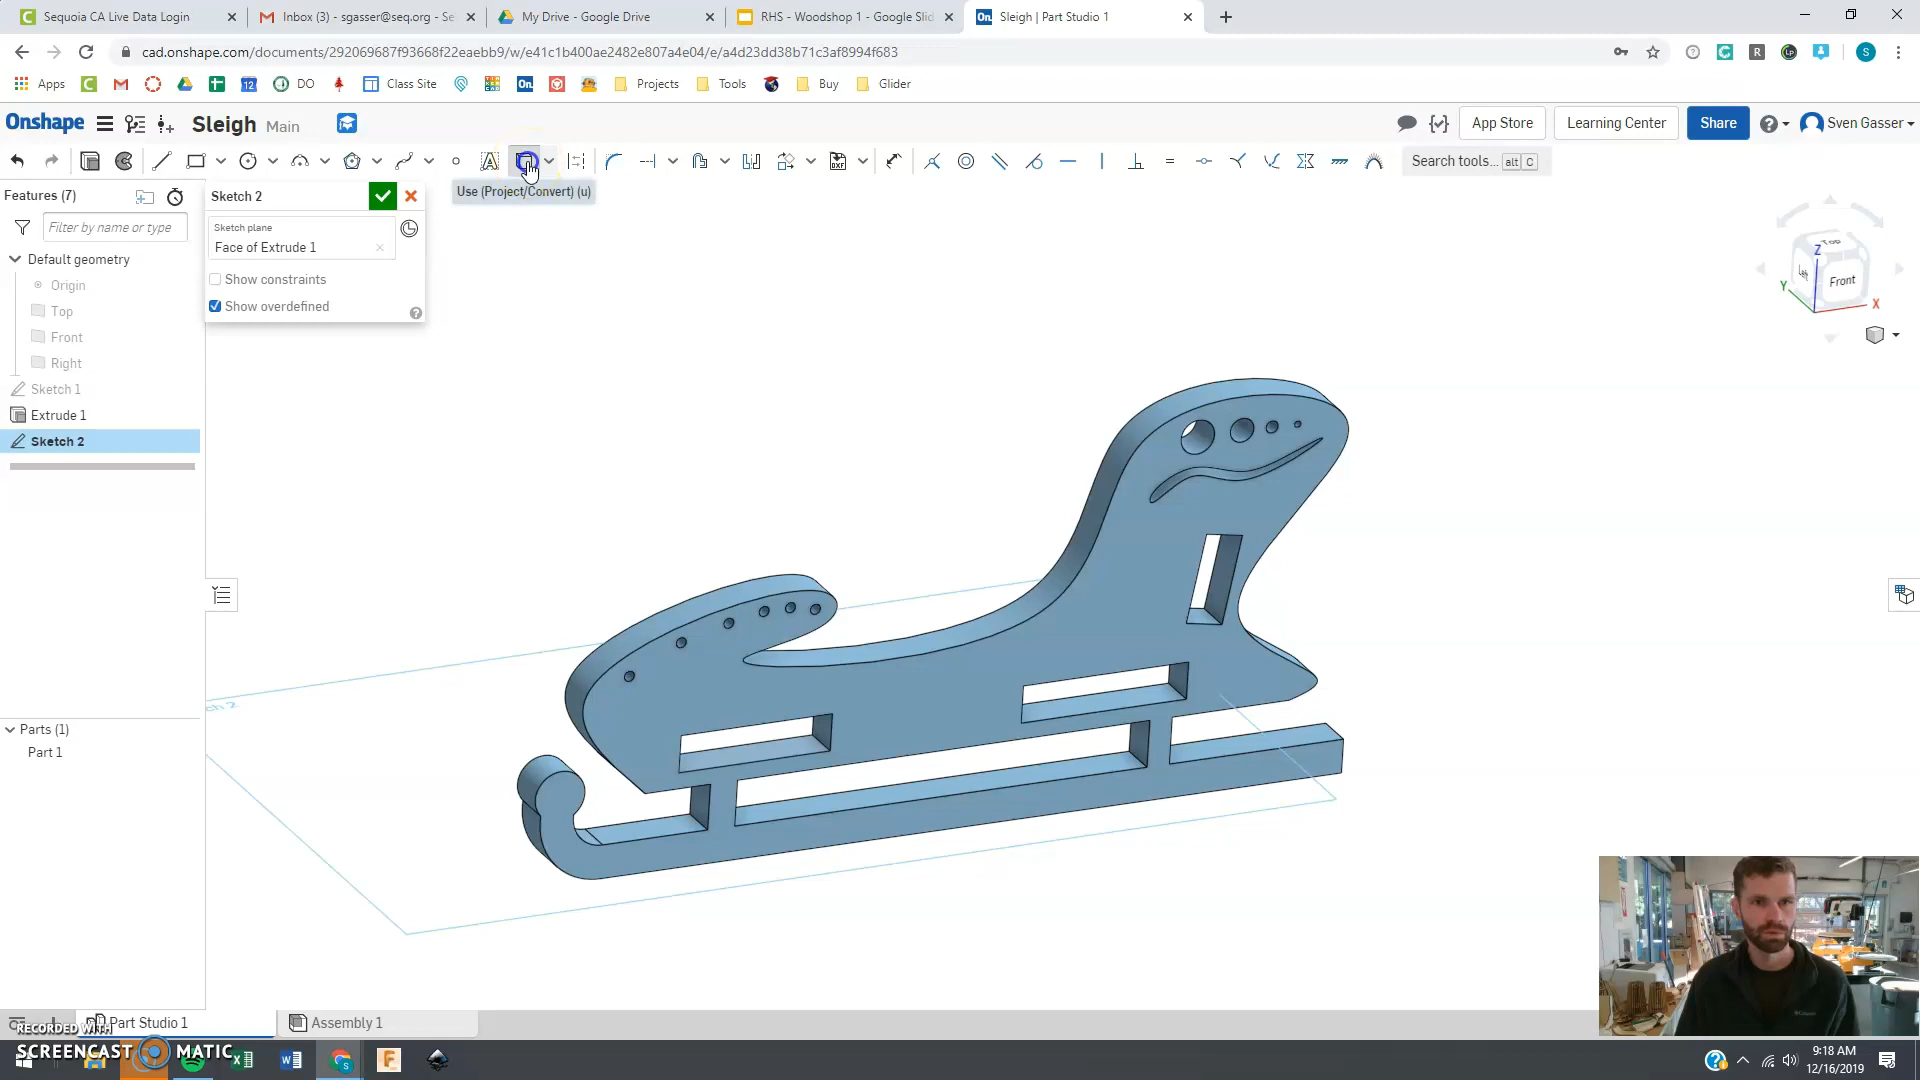 Sequoia CA Live Data Login
Inbox (3) - sgasser@seq.org - Se
My Drive - Google Drive
RHS - Woodshop 1 - Google Slid
On. Sleigh | Part Studio 1
cad.onshape.com/documents/292069687f93668f22eaebb9/w/e41c1b400ae2482e807a4e04/e/a4d23dd38b71c3af8994f683
S
Apps
12
DO
Class Site
On.
Projects
Tools
Buy
Glider
Onshape
Sleigh Main
App Store
Learning Center
Share
Sven Gasser
Search tools... alt C
Use (Project/Convert) (u)
Features (7)
Filter by name or type
Default geometry
Origin
Top
Front
Right
Sketch 1
Extrude 1
Sketch 2
Parts (1)
Part 1
Sketch 2
Sketch plane
Face of Extrude 1
Show constraints
Show overdefined
Top
Z
Left
Front
Y
X
Part Studio 1
Assembly 1
RECORDED WITH
SCREENCAST MATIC
9:18 AM
12/16/2019